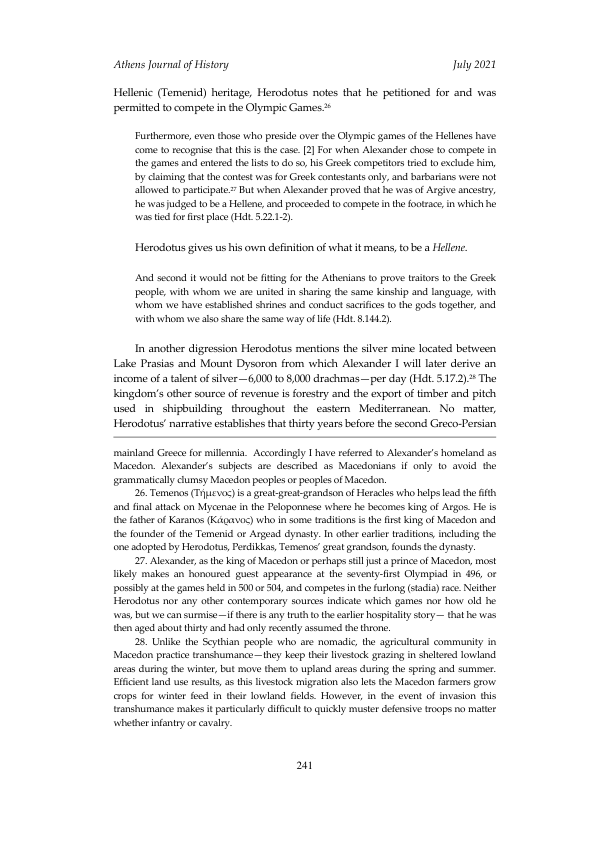 Athens Journal of History July 2021
Hellenic (Temenid) heritage, Herodotus notes that he petitioned for and was
permitted to compete in the Olympic Games.²⁶
Furthermore, even those who preside over the Olympic games of the Hellenes have
come to recognise that this is the case. [2] For when Alexander chose to compete in
the games and entered the lists to do so, his Greek competitors tried to exclude him,
by claiming that the contest was for Greek contestants only, and barbarians were not
allowed to participate.²⁷ But when Alexander proved that he was of Argive ancestry,
he was judged to be a Hellene, and proceeded to compete in the footrace, in which he
was tied for first place (Hdt. 5.22.1-2).
Herodotus gives us his own definition of what it means, to be a Hellene.
And second it would not be fitting for the Athenians to prove traitors to the Greek
people, with whom we are united in sharing the same kinship and language, with
whom we have established shrines and conduct sacrifices to the gods together, and
with whom we also share the same way of life (Hdt. 8.144.2).
In another digression Herodotus mentions the silver mine located between
Lake Prasias and Mount Dysoron from which Alexander I will later derive an
income of a talent of silver—6,000 to 8,000 drachmas—per day (Hdt. 5.17.2).²⁸ The
kingdom's other source of revenue is forestry and the export of timber and pitch
used in shipbuilding throughout the eastern Mediterranean. No matter,
Herodotus' narrative establishes that thirty years before the second Greco-Persian
mainland Greece for millennia. Accordingly I have referred to Alexander's homeland as
Macedon. Alexander's subjects are described as Macedonians if only to avoid the
grammatically clumsy Macedon peoples or peoples of Macedon.
26. Temenos (Τήμενος) is a great-great-grandson of Heracles who helps lead the fifth
and final attack on Mycenae in the Peloponnese where he becomes king of Argos. He is
the father of Karanos (Κάρανος) who in some traditions is the first king of Macedon and
the founder of the Temenid or Argead dynasty. In other earlier traditions, including the
one adopted by Herodotus, Perdikkas, Temenos' great grandson, founds the dynasty.
27. Alexander, as the king of Macedon or perhaps still just a prince of Macedon, most
likely makes an honoured guest appearance at the seventy-first Olympiad in 496, or
possibly at the games held in 500 or 504, and competes in the furlong (stadia) race. Neither
Herodotus nor any other contemporary sources indicate which games nor how old he
was, but we can surmise—if there is any truth to the earlier hospitality story— that he was
then aged about thirty and had only recently assumed the throne.
28. Unlike the Scythian people who are nomadic, the agricultural community in
Macedon practice transhumance—they keep their livestock grazing in sheltered lowland
areas during the winter, but move them to upland areas during the spring and summer.
Efficient land use results, as this livestock migration also lets the Macedon farmers grow
crops for winter feed in their lowland fields. However, in the event of invasion this
transhumance makes it particularly difficult to quickly muster defensive troops no matter
whether infantry or cavalry.
241